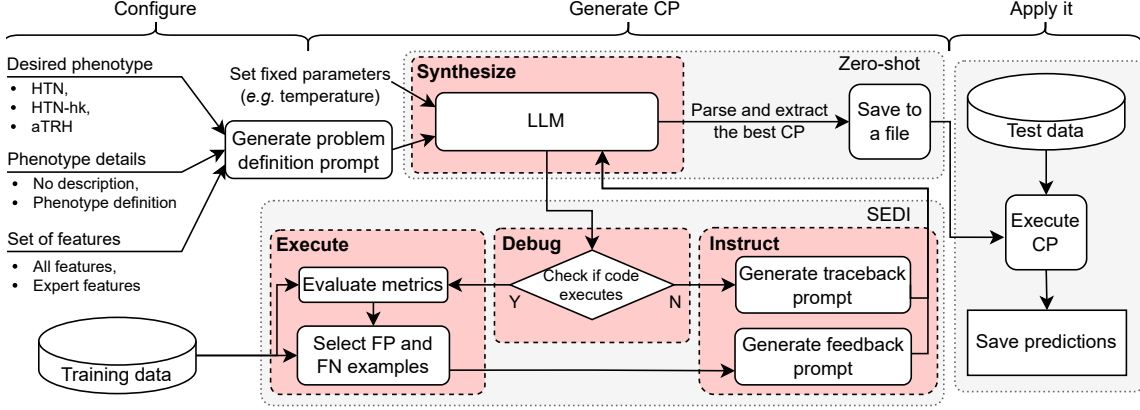 Configure
Generate CP
Apply it
Desired phenotype
• HTN,
• HTN-hk,
• aTRH
Phenotype details
• No description,
• Phenotype definition
Set of features
• All features,
• Expert features
Training data
Set fixed parameters
(e.g. temperature)
Generate problem
definition prompt
Synthesize
Zero-shot
LLM
Parse and extract
the best CP
Save to
a file
SEDI
Execute
Evaluate metrics
Select FP and
FN examples
Debug
Check if code
executes
Y
N
Instruct
Generate traceback
prompt
Generate feedback
prompt
Test data
Execute
CP
Save predictions